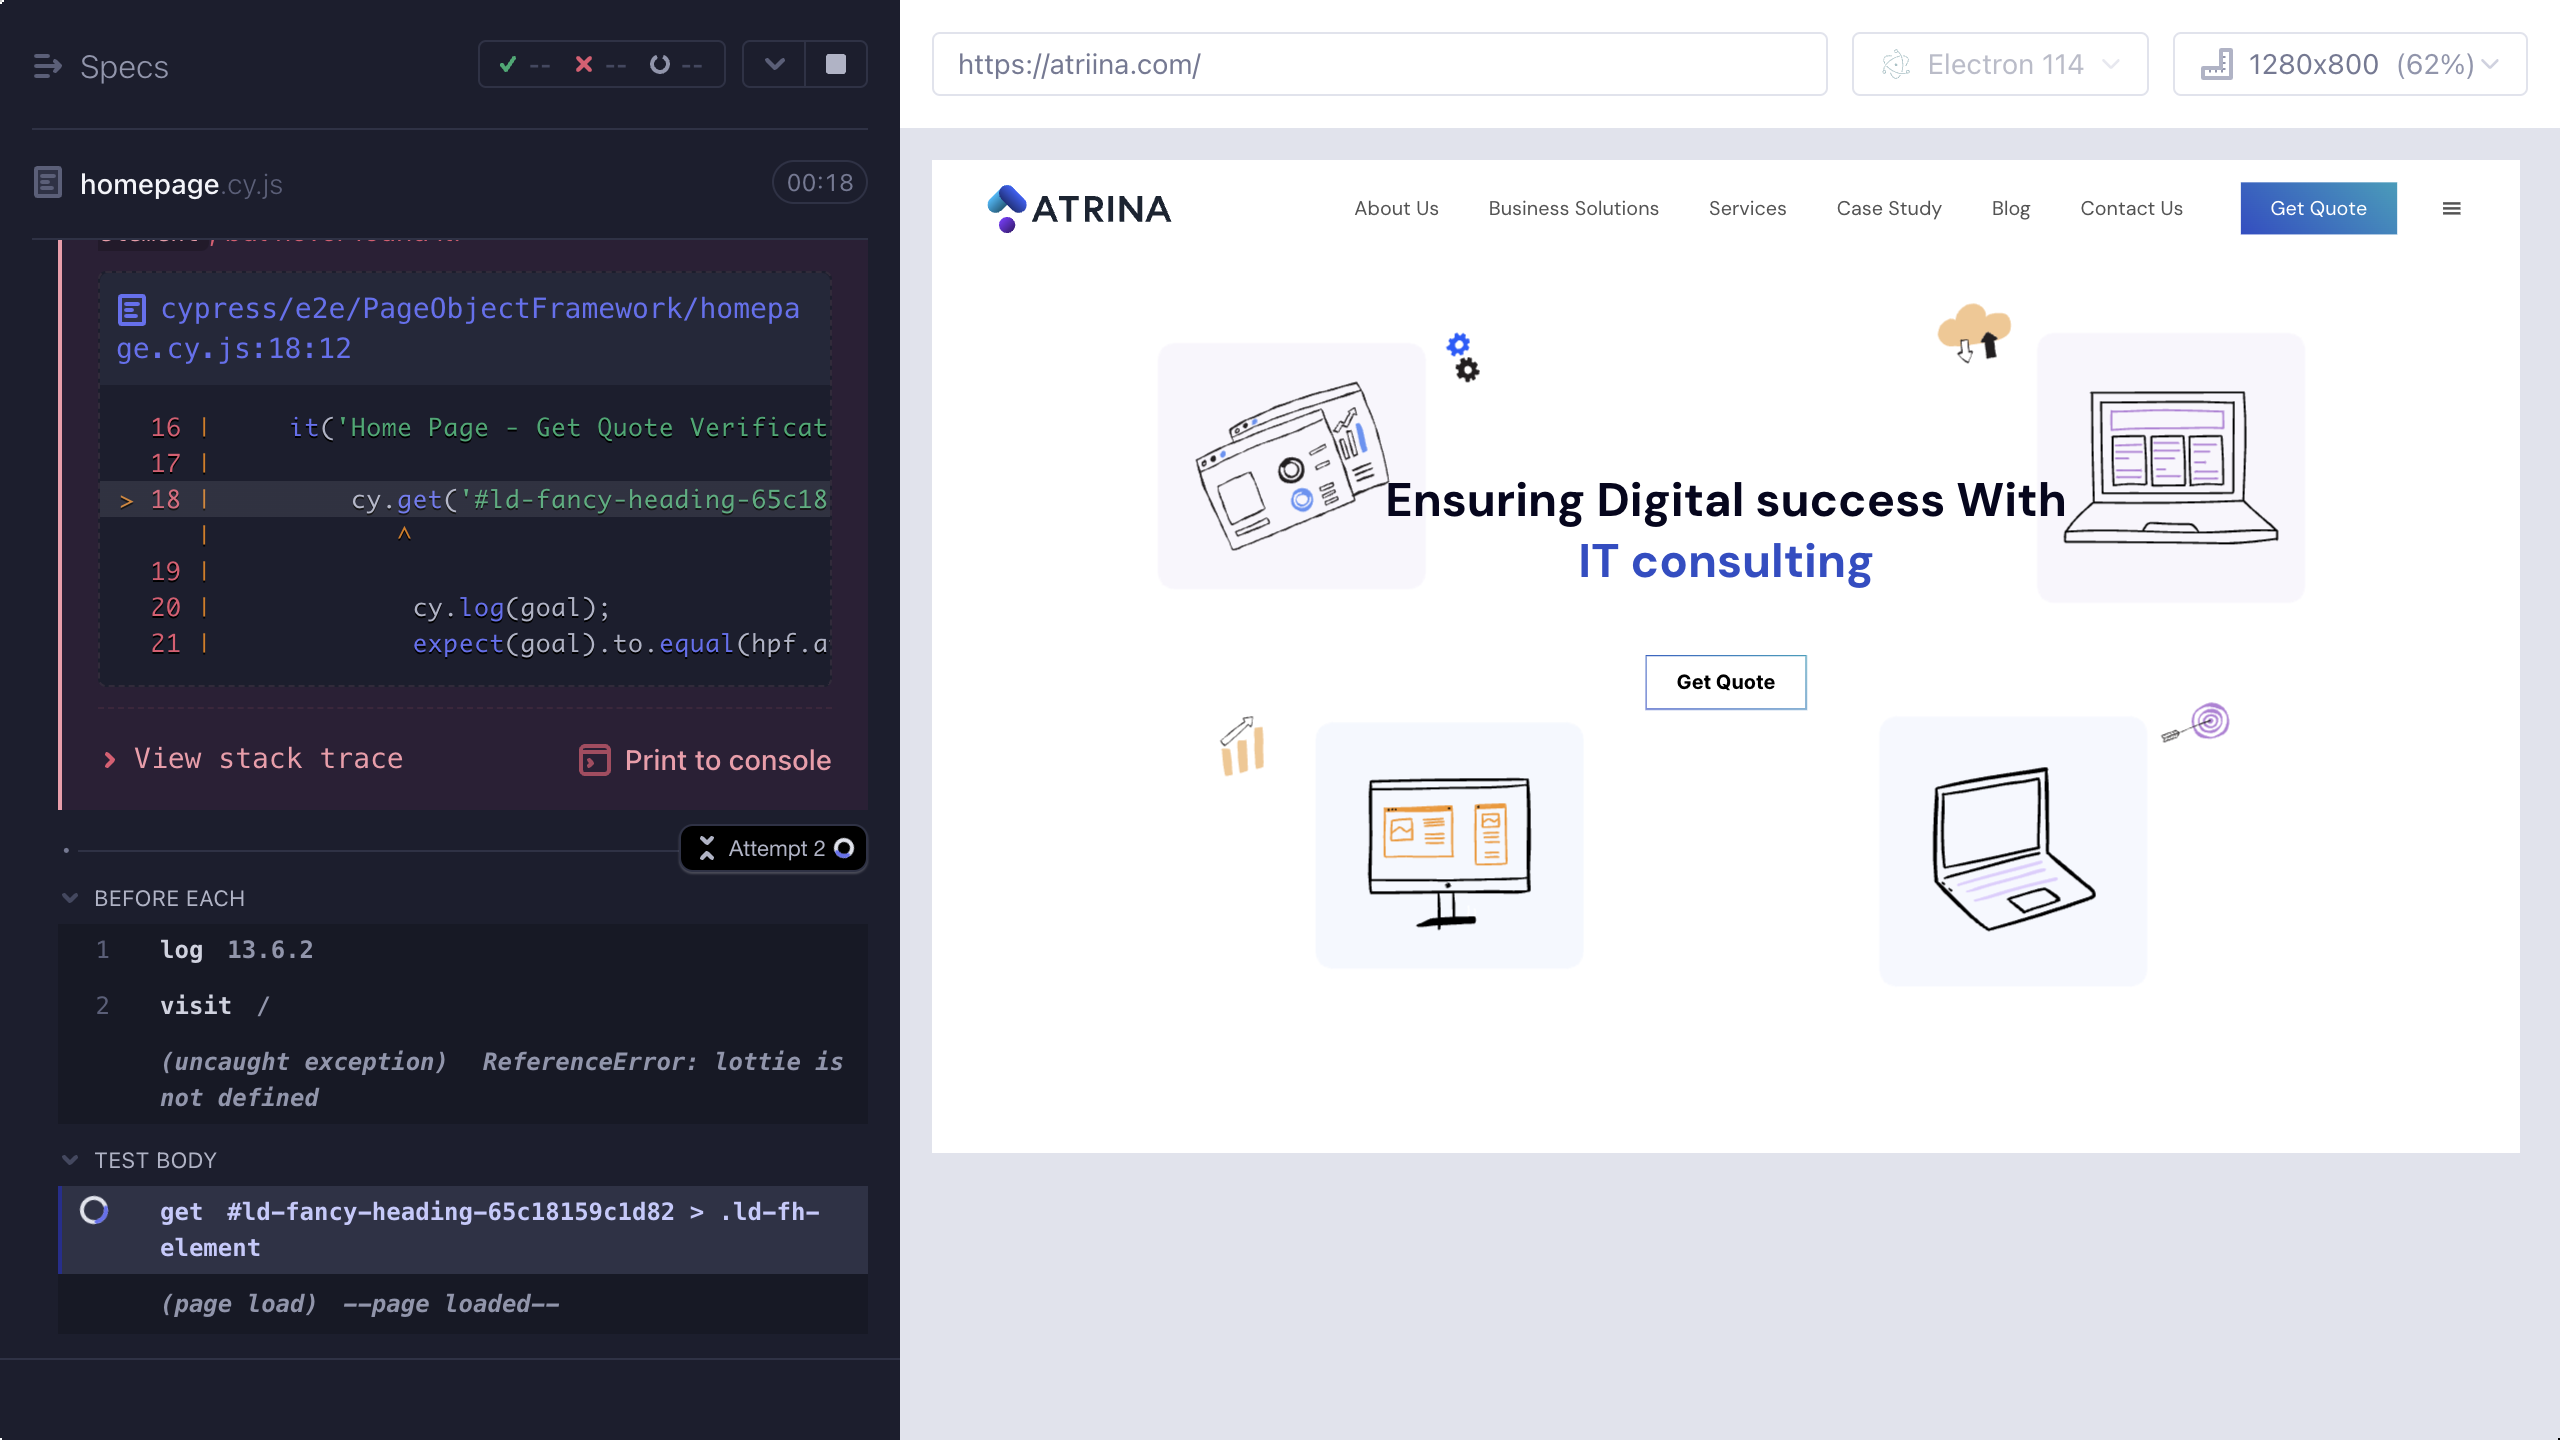 Specs
-- -- --
homepage.cy.js
00:18
cypress/e2e/PageObjectFramework/homepa
ge.cy.js:18:12
16 | it('Home Page - Get Quote Verificat
17 |
> 18 | cy.get('#ld-fancy-heading-65c18
| ^
19 |
20 | cy.log(goal);
21 | expect(goal).to.equal(hpf.a
View stack trace
Print to console
Attempt 2
BEFORE EACH
1 log 13.6.2
2 visit /
(uncaught exception) ReferenceError: lottie is
not defined
TEST BODY
get #ld-fancy-heading-65c18159c1d82 > .ld-fh-
element
(page load) --page loaded--
https://atriina.com/
Electron 114
1280x800 (62%)
ATRINA
About Us
Business Solutions
Services
Case Study
Blog
Contact Us
Get Quote
Ensuring Digital success With
IT consulting
Get Quote